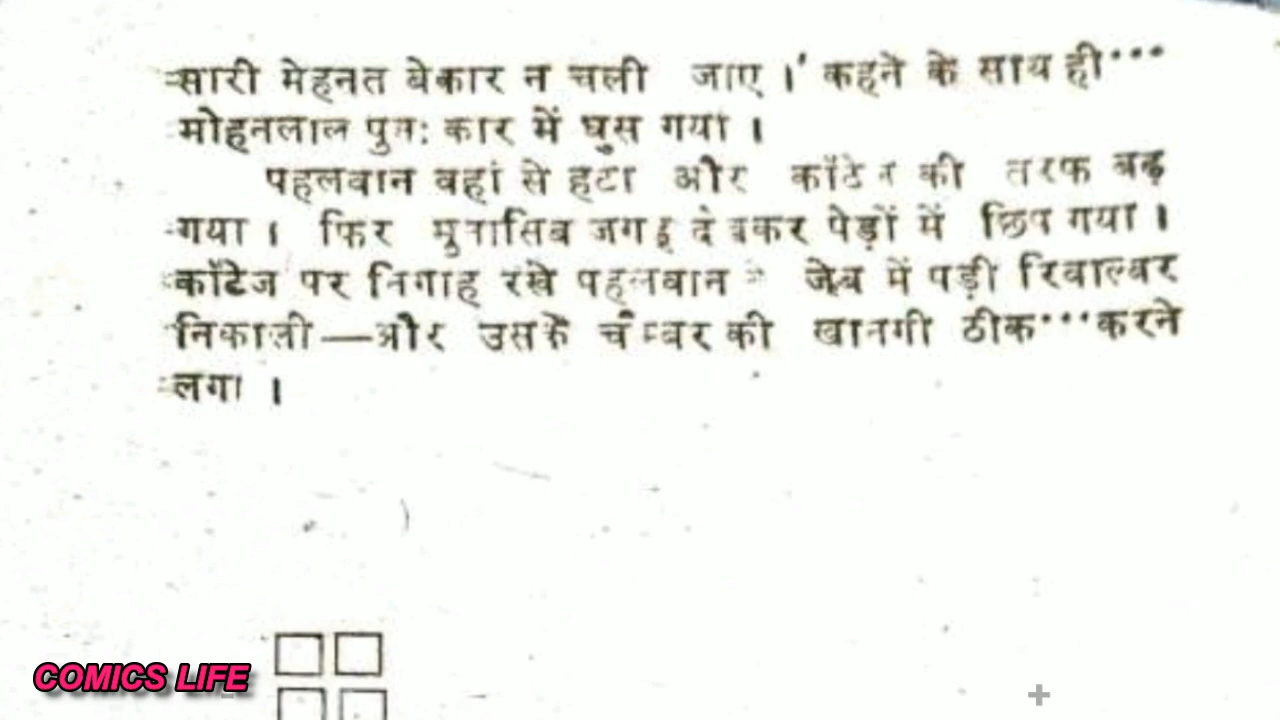 सारी मेहनत बेकार न चली जाए ।' कहने के साथ ही•••
मोहनलाल पुनः कार में घुस गया ।
पहलवान वहां से हटा और कॉटेज की तरफ बढ़
गया । फिर मुनासिब जगह देखकर पेड़ों में छिप गया ।
कॉटेज पर निगाह रखे पहलवान ने जेब में पड़ी रिवाल्वर
निकाली—और उसके चैम्बर की खानगी ठीक•••करने
लगा ।
COMICS LIFE